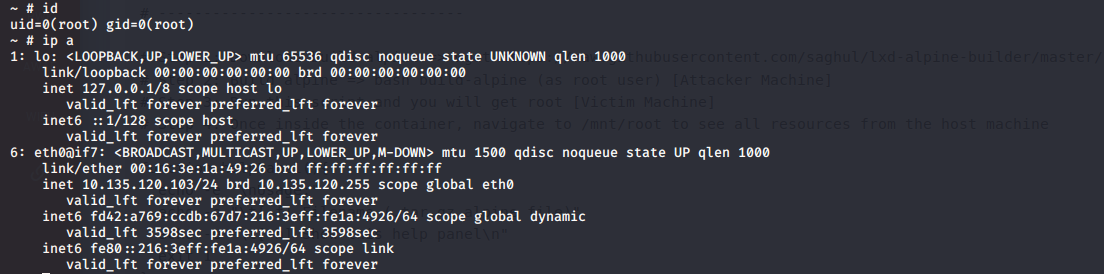 # ---------------------------------
~ # id
uid=0(root) gid=0(root)
~ # ip a
1: lo: <LOOPBACK,UP,LOWER_UP> mtu 65536 qdisc noqueue state UNKNOWN qlen 1000
hubusercontent.com/saghul/lxd-alpine-builder/master/
link/loopback 00:00:00:00:00:00 brd 00:00:00:00:00:00
alpine (as root user) [Attacker Machine]
inet 127.0.0.1/8 scope host lo
and you will get root [Victim Machine]
valid_lft forever preferred_lft forever
inet6 ::1/128 scope host
inside the container, navigate to /mnt/root to see all resources from the host machine
valid_lft forever preferred_lft forever
6: eth0@if7: <BROADCAST,MULTICAST,UP,LOWER_UP,M-DOWN> mtu 1500 qdisc noqueue state UP qlen 1000
link/ether 00:16:3e:1a:49:26 brd ff:ff:ff:ff:ff:ff
inet 10.135.120.103/24 brd 10.135.120.255 scope global eth0
valid_lft forever preferred_lft forever
inet6 fd42:a769:ccdb:67d7:216:3eff:fe1a:4926/64 scope global dynamic
valid_lft 3598sec preferred_lft 3598sec
help panel\n"
inet6 fe80::216:3eff:fe1a:4926/64 scope link
valid_lft forever preferred_lft forever